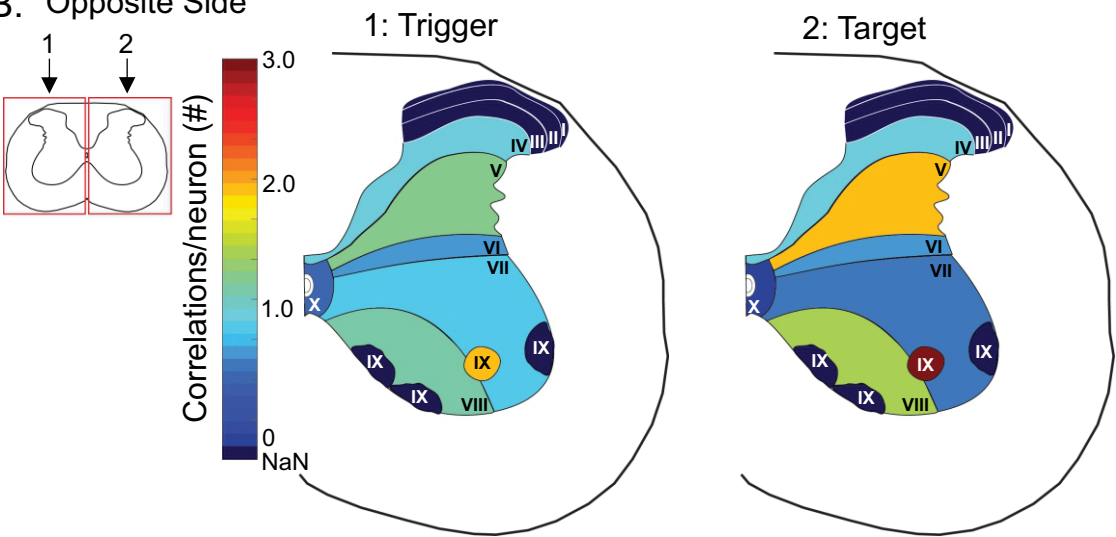 B. Opposite Side
1 2
1: Trigger
2: Target
Correlations/neuron (#)
3.0
2.0
1.0
0
NaN
I
II
III
IV
V
VI
VII
X
IX
IX
IX
IX
VIII
I
II
III
IV
V
VI
VII
X
IX
IX
IX
IX
VIII